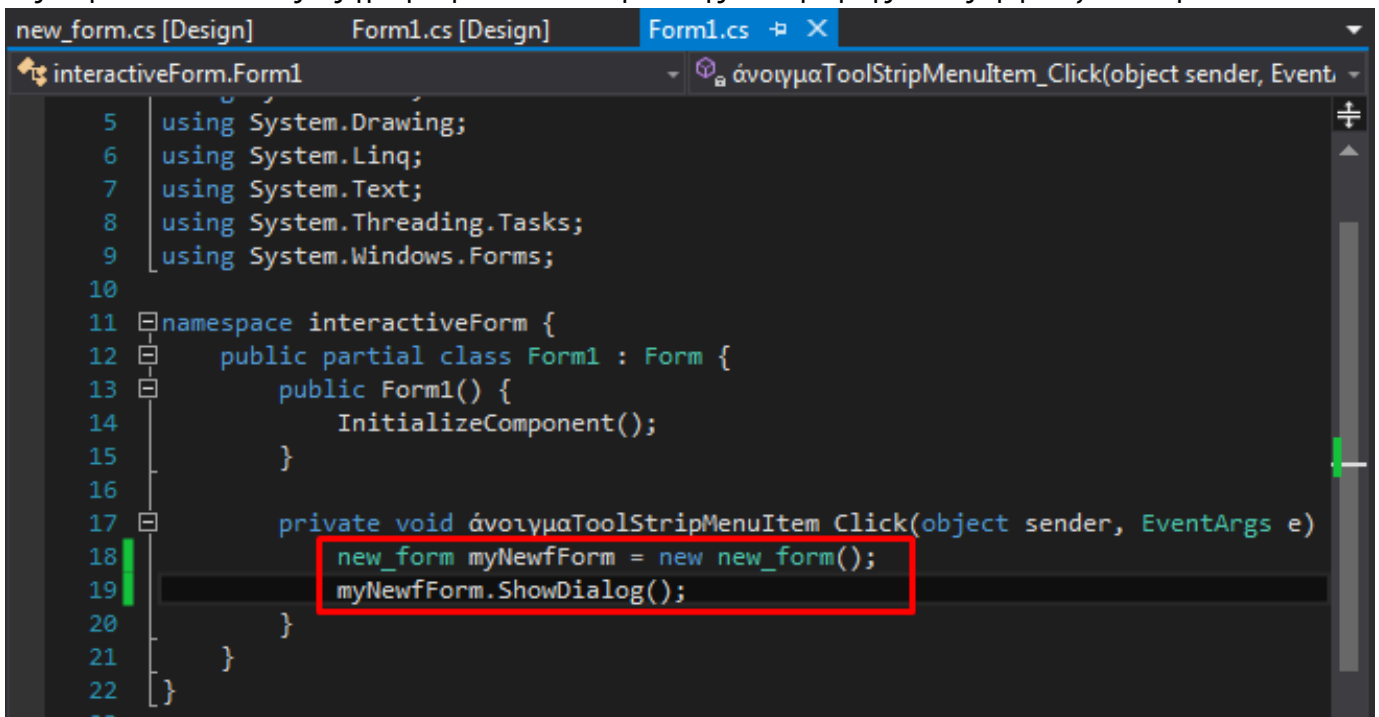 new_form.cs [Design] Form1.cs [Design] Form1.cs
interactiveForm.Form1 άνοιγμαToolStripMenuItem_Click(object sender, Event
5 using System.Drawing;
6 using System.Linq;
7 using System.Text;
8 using System.Threading.Tasks;
9 using System.Windows.Forms;
10
11 namespace interactiveForm {
12 public partial class Form1 : Form {
13 public Form1() {
14 InitializeComponent();
15 }
16
17 private void άνοιγμαToolStripMenuItem Click(object sender, EventArgs e)
18 new_form myNewfForm = new new_form();
19 myNewfForm.ShowDialog();
20 }
21 }
22 }